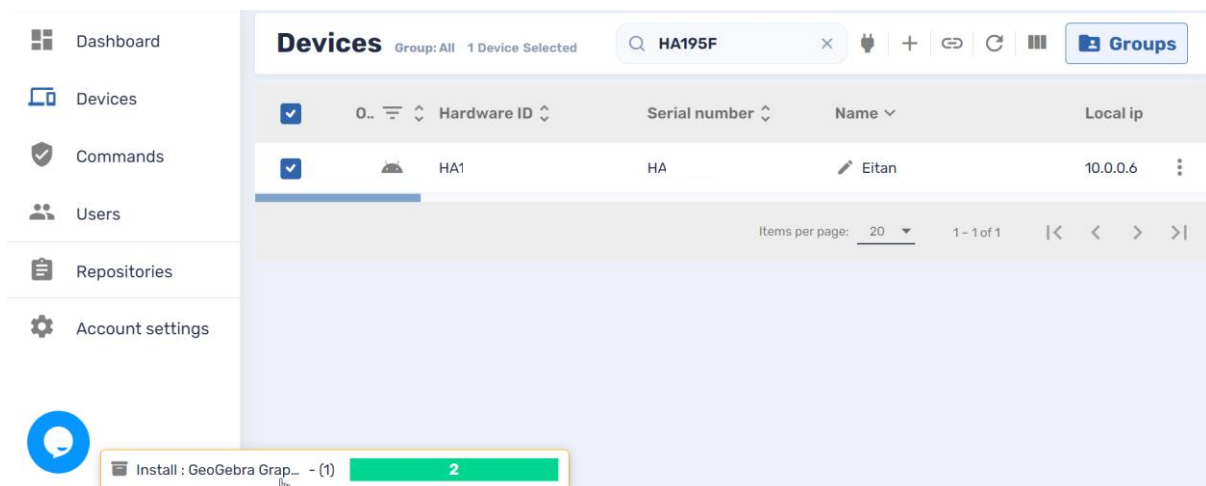 Dashboard
Devices
Commands
Users
Repositories
Account settings
Devices Group: All 1 Device Selected HA195F Groups
O.. Hardware ID Serial number Name Local ip
HA1 HA Eitan 10.0.0.6
Items per page: 20 1 – 1 of 1
Install : GeoGebra Grap... - (1) 2